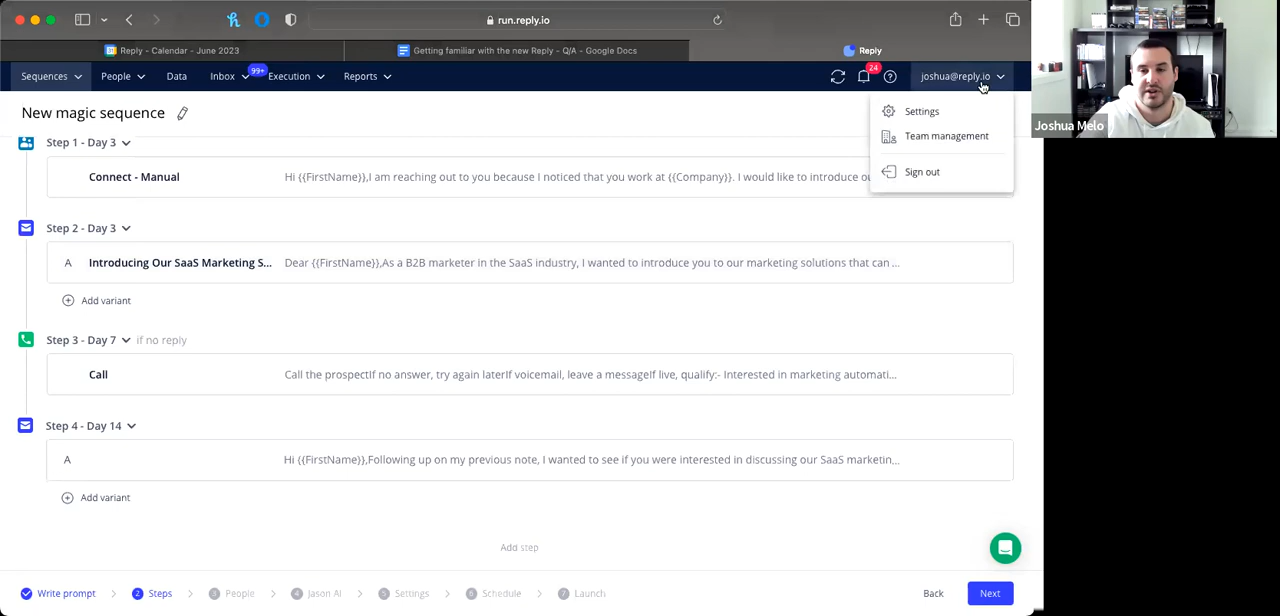 run.reply.io
Reply - Calendar - June 2023
Getting familiar with the new Reply - Q/A - Google Docs
Reply
Sequences
People
Data
Inbox
99+
Execution
Reports
24
joshua@reply.io
New magic sequence
Settings
Team management
Sign out
Joshua Melo
Step 1 - Day 3
Connect - Manual
Hi {{FirstName}},I am reaching out to you because I noticed that you work at {{Company}}. I would like to introduce
Step 2 - Day 3
A
Introducing Our SaaS Marketing S...
Dear {{FirstName}},As a B2B marketer in the SaaS industry, I wanted to introduce you to our marketing solutions that can ...
Add variant
Step 3 - Day 7
if no reply
Call
Call the prospectIf no answer, try again laterIf voicemail, leave a messageIf live, qualify:- Interested in marketing automati...
Step 4 - Day 14
A
Hi {{FirstName}},Following up on my previous note, I wanted to see if you were interested in discussing our SaaS marketin...
Add variant
Add step
Write prompt
2 Steps
3 People
4 Jason AI
5 Settings
6 Schedule
7 Launch
Back
Next